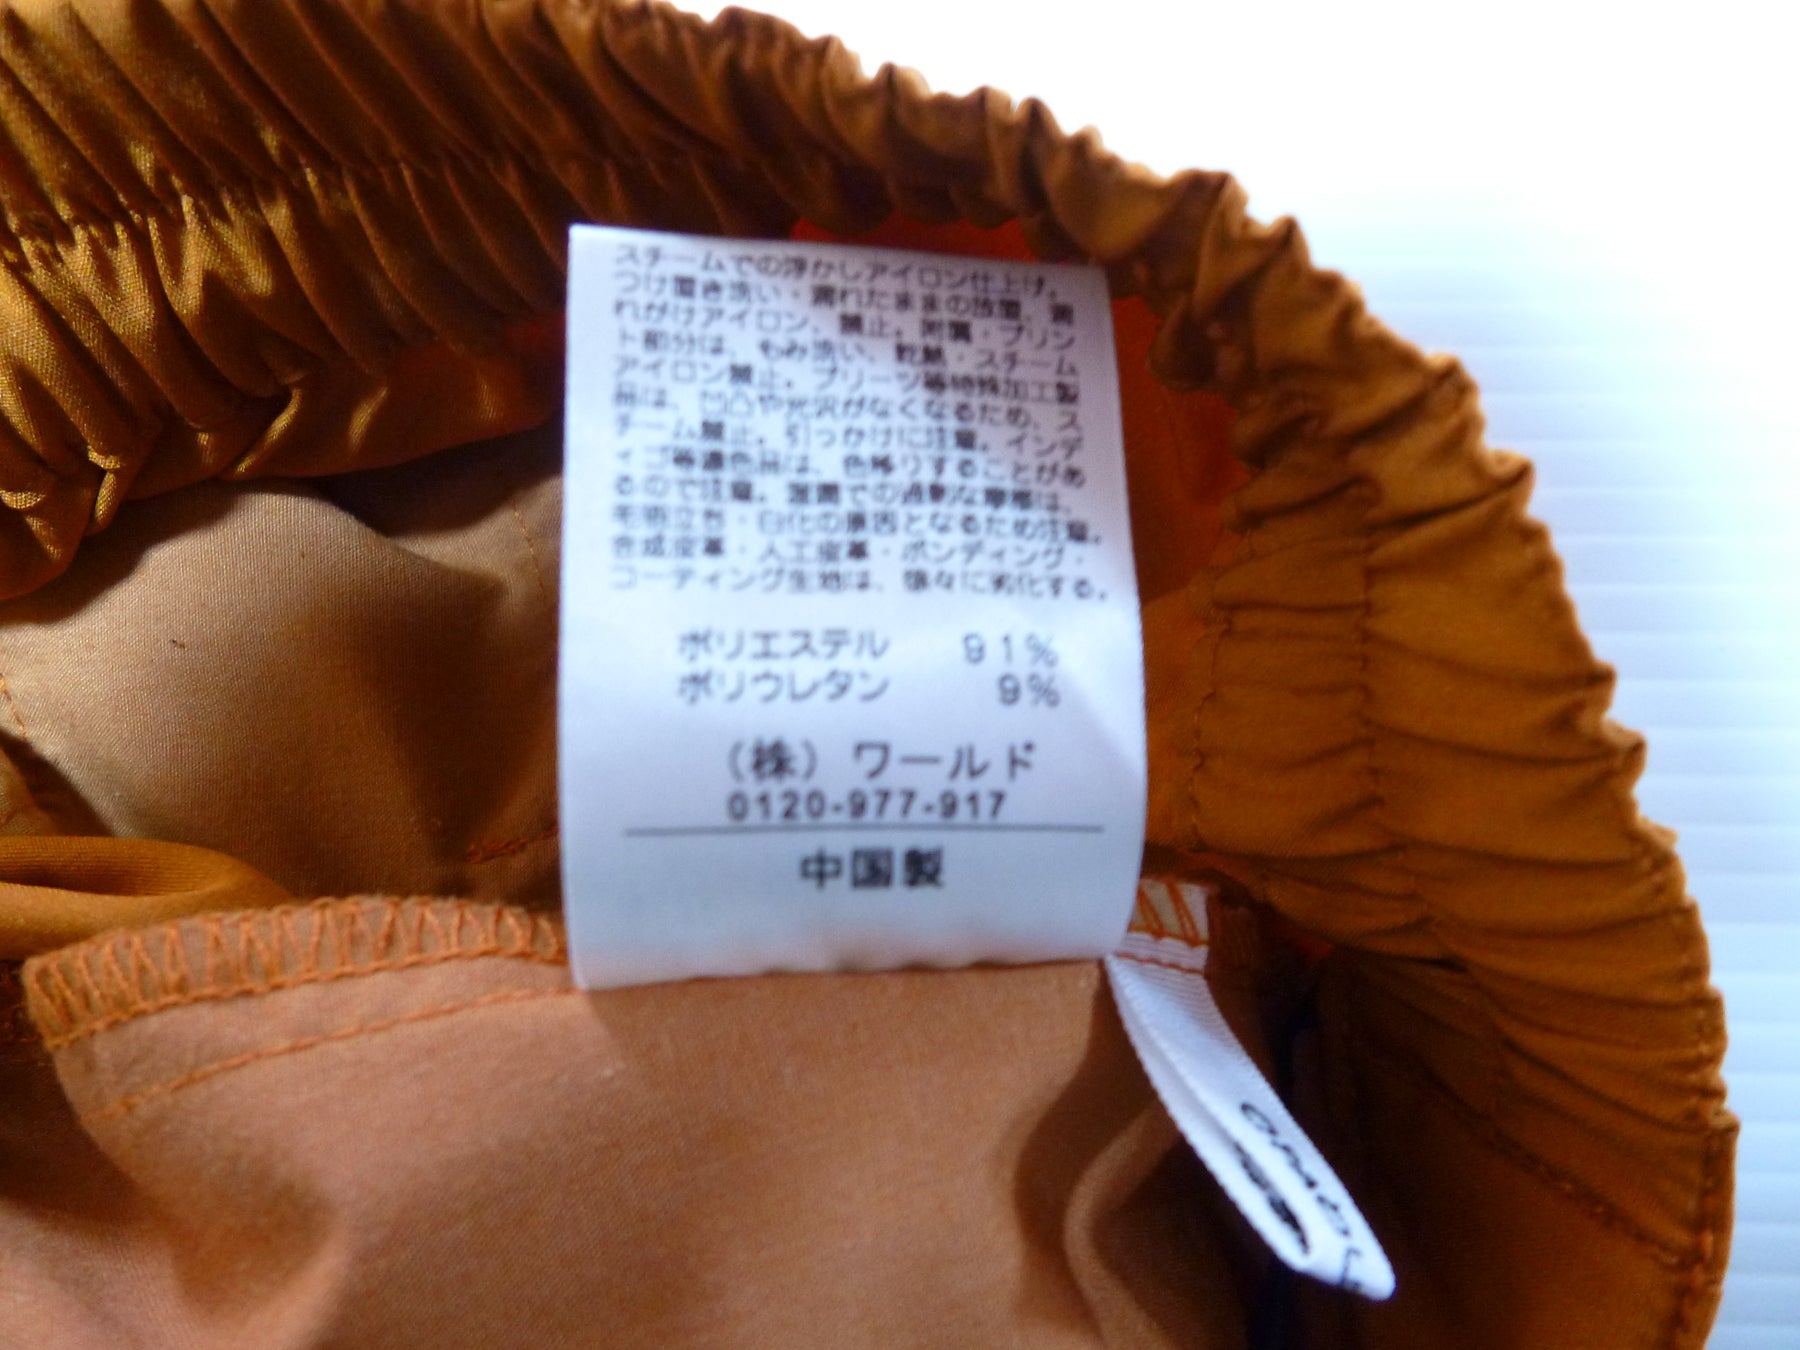 スチームでの浮かしアイロン仕上げ。
つけ置き洗い・濡れたままの放置、濡
れがけアイロン、禁止。附属・プリン
ト部分は、もみ洗い、乾熱・スチーム
アイロン禁止。プリーツ等特殊加工製
品は、凹凸や光沢がなくなるため、ス
チーム禁止。引っかけに注意。インデ
ィゴ等濃色品は、色移りすることがあ
るので注意。着用での過剰な摩擦は、
毛羽立ち・白化の原因となるため注意。
合成皮革・人工皮革・ボンディング・
コーティング生地は、徐々に劣化する。
ポリエステル 91%
ポリウレタン 9%
(株) ワールド
0120-977-917
中国製